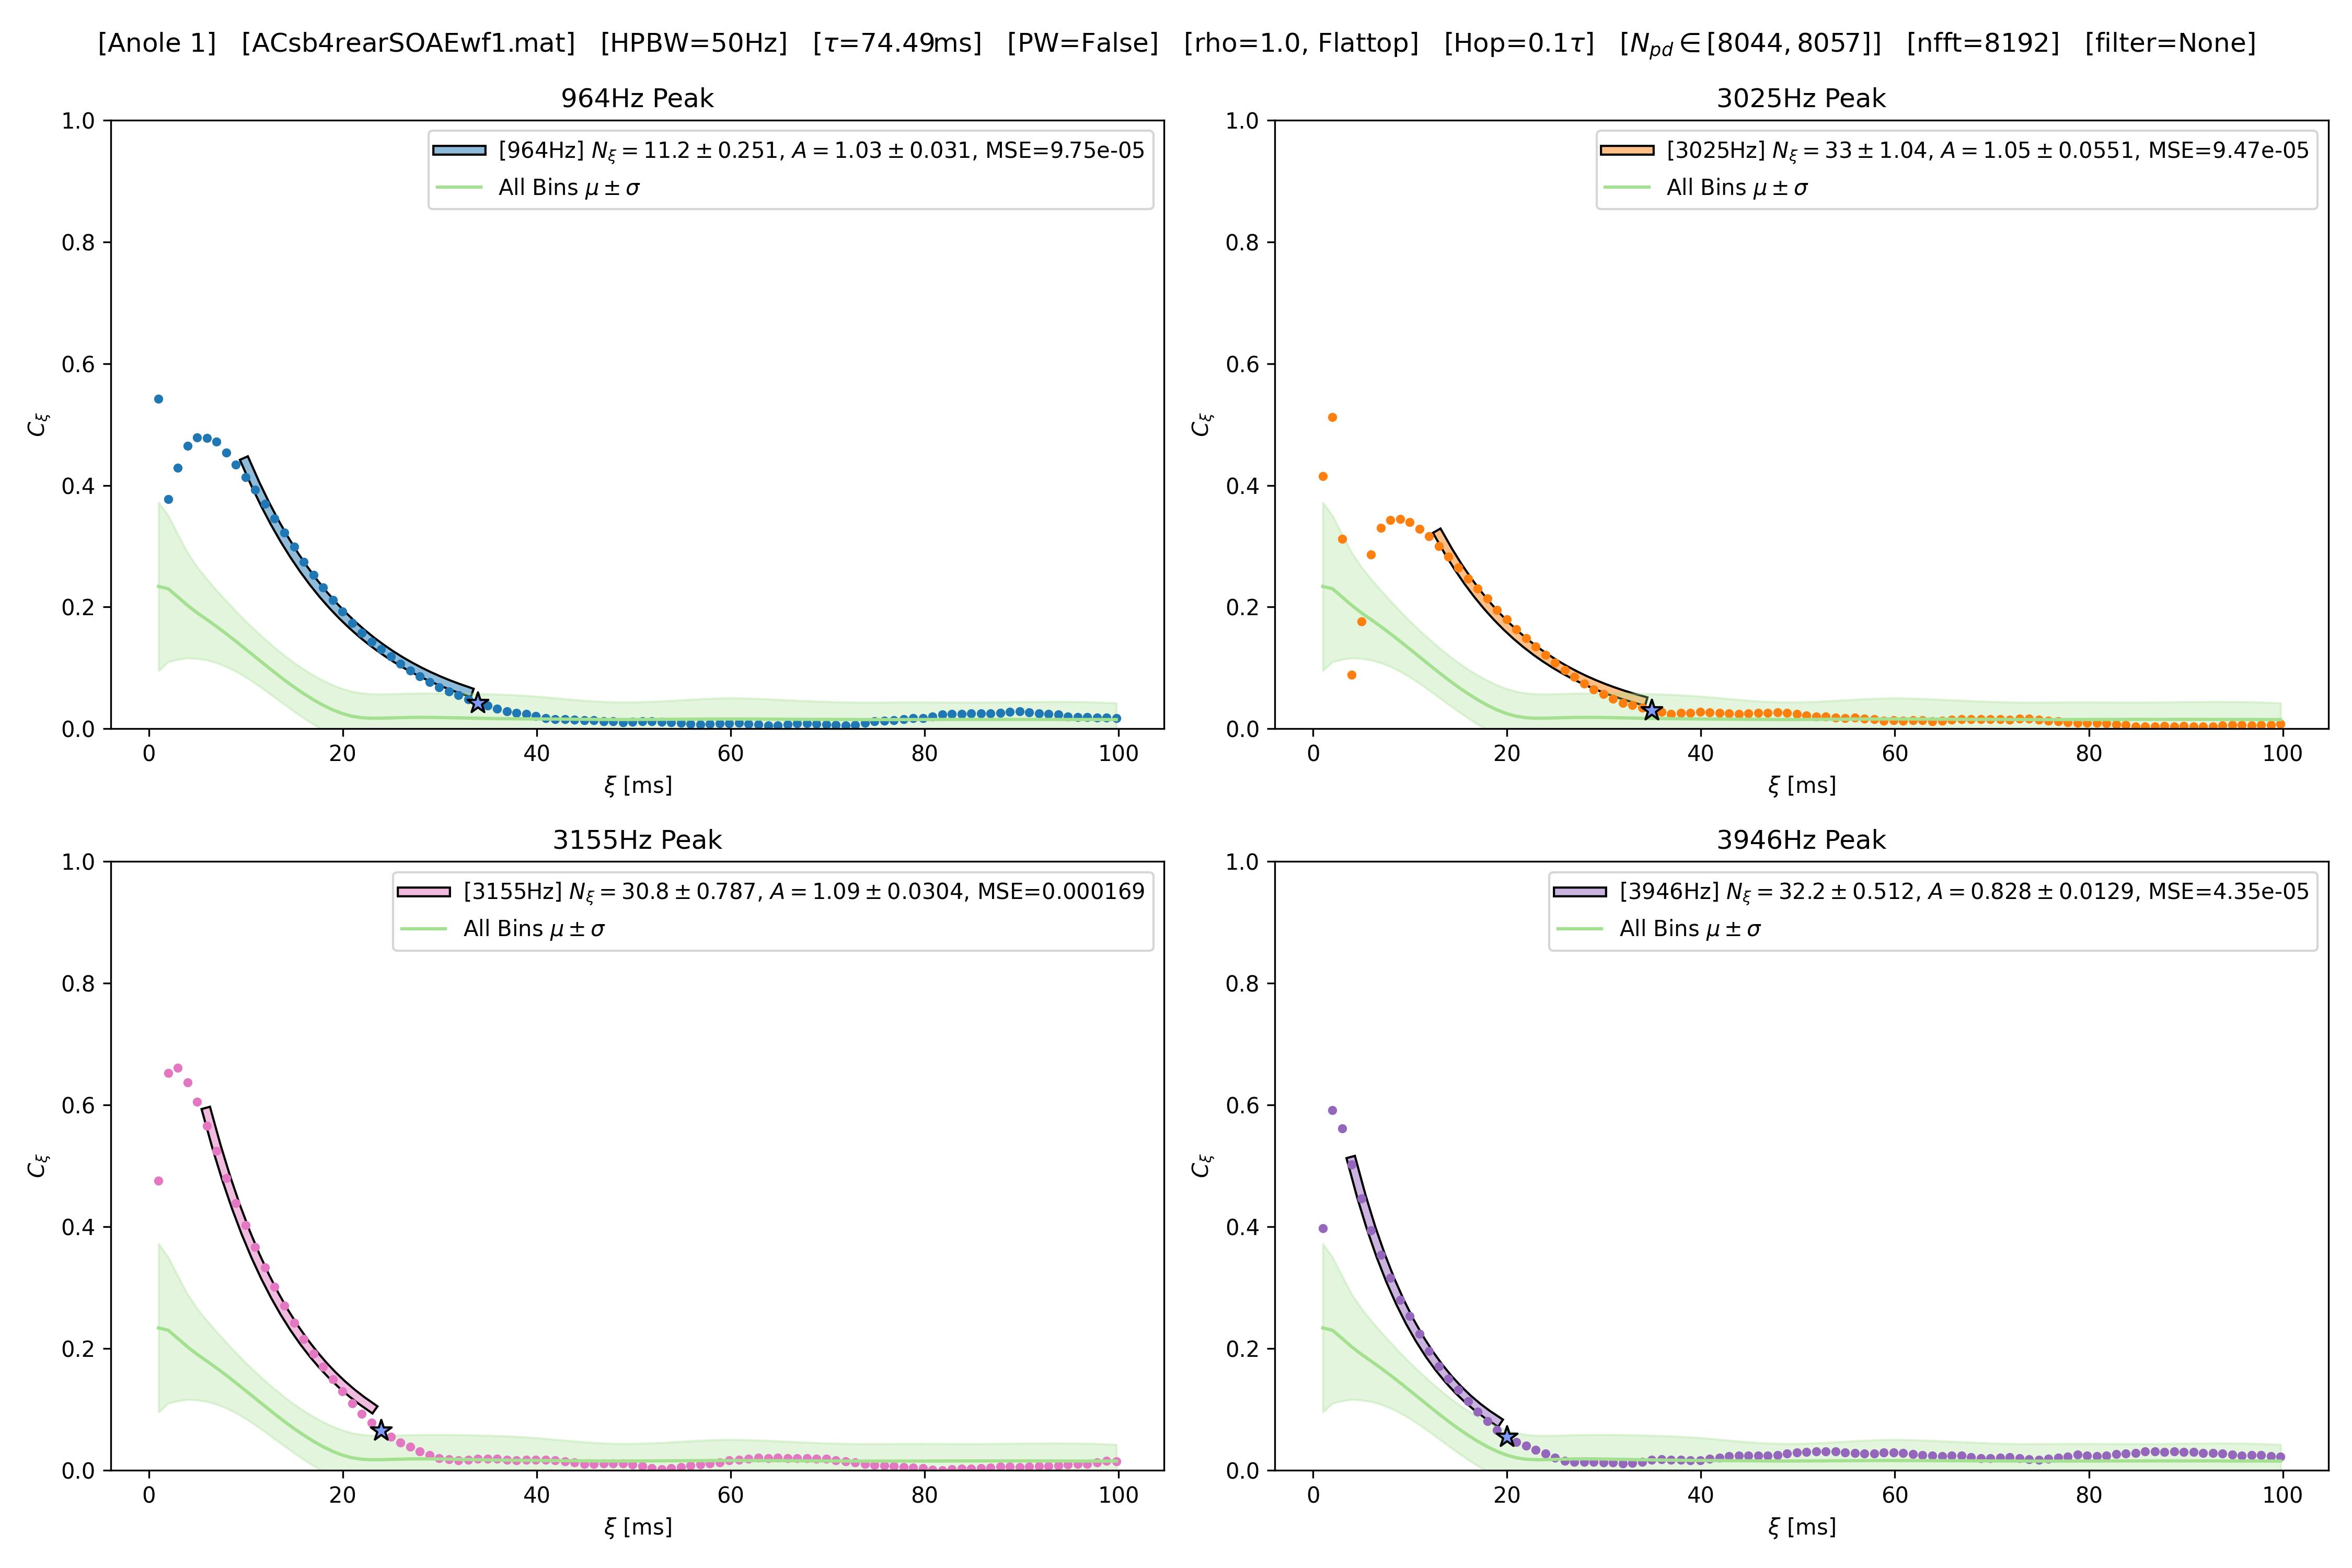 [Anole 1] [ACsb4rearSOAEwf1.mat] [HPBW=50Hz] [τ=74.49ms] [PW=False] [rho=1.0, Flattop] [Hop=0.1τ] [N_{pd} ∈ [8044, 8057]] [nfft=8192] [filter=None]
964Hz Peak
[964Hz] N_ξ = 11.2 ± 0.251, A = 1.03 ± 0.031, MSE=9.75e-05
All Bins μ ± σ
C_ξ
1.0
0.8
0.6
0.4
0.2
0.0
0 20 40 60 80 100
ξ [ms]
3025Hz Peak
[3025Hz] N_ξ = 33 ± 1.04, A = 1.05 ± 0.0551, MSE=9.47e-05
All Bins μ ± σ
C_ξ
1.0
0.8
0.6
0.4
0.2
0.0
0 20 40 60 80 100
ξ [ms]
3155Hz Peak
[3155Hz] N_ξ = 30.8 ± 0.787, A = 1.09 ± 0.0304, MSE=0.000169
All Bins μ ± σ
C_ξ
1.0
0.8
0.6
0.4
0.2
0.0
0 20 40 60 80 100
ξ [ms]
3946Hz Peak
[3946Hz] N_ξ = 32.2 ± 0.512, A = 0.828 ± 0.0129, MSE=4.35e-05
All Bins μ ± σ
C_ξ
1.0
0.8
0.6
0.4
0.2
0.0
0 20 40 60 80 100
ξ [ms]